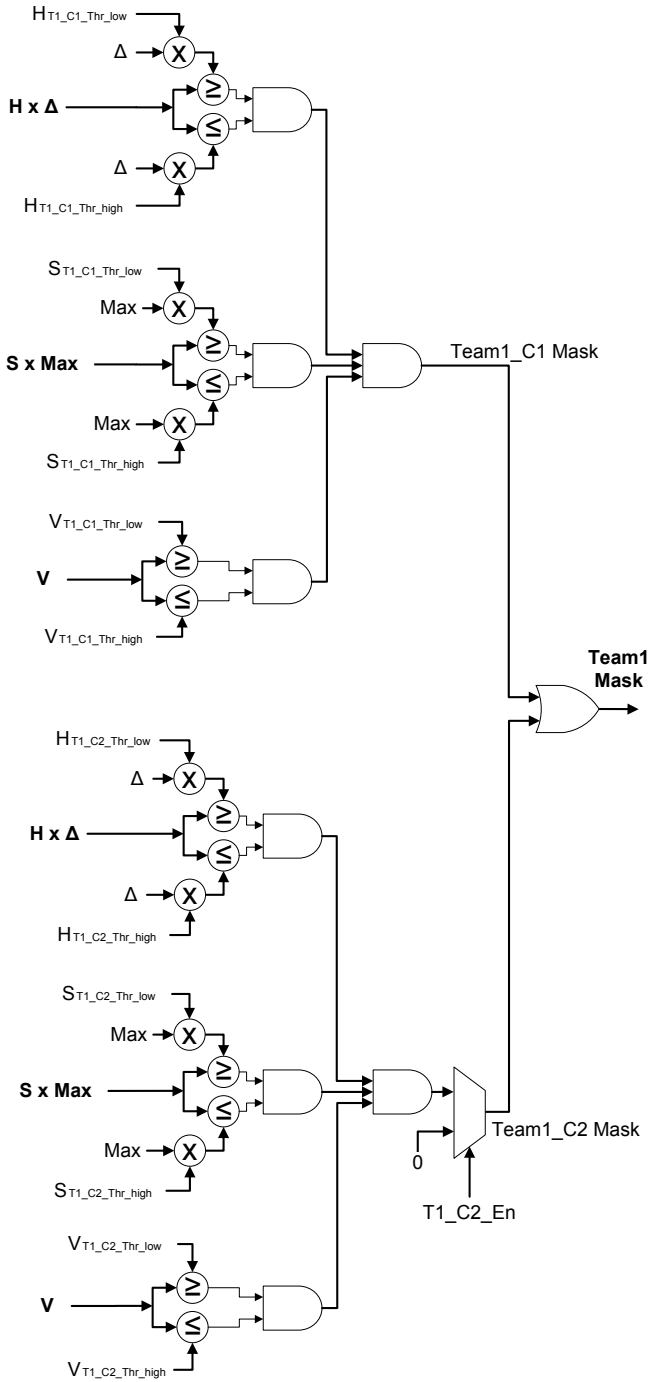 H T1_C1_Thr_low
Δ
X
≥
H x Δ
≤
Δ
X
H T1_C1_Thr_high
S T1_C1_Thr_low
Max
X
≥
S x Max
≤
Max
X
S T1_C1_Thr_high
Team1_C1 Mask
V T1_C1_Thr_low
≥
V
≤
V T1_C1_Thr_high
Team1
Mask
H T1_C2_Thr_low
Δ
X
≥
H x Δ
≤
Δ
X
H T1_C2_Thr_high
S T1_C2_Thr_low
Max
X
≥
S x Max
≤
Max
X
S T1_C2_Thr_high
Team1_C2 Mask
0
T1_C2_En
V T1_C2_Thr_low
≥
V
≤
V T1_C2_Thr_high